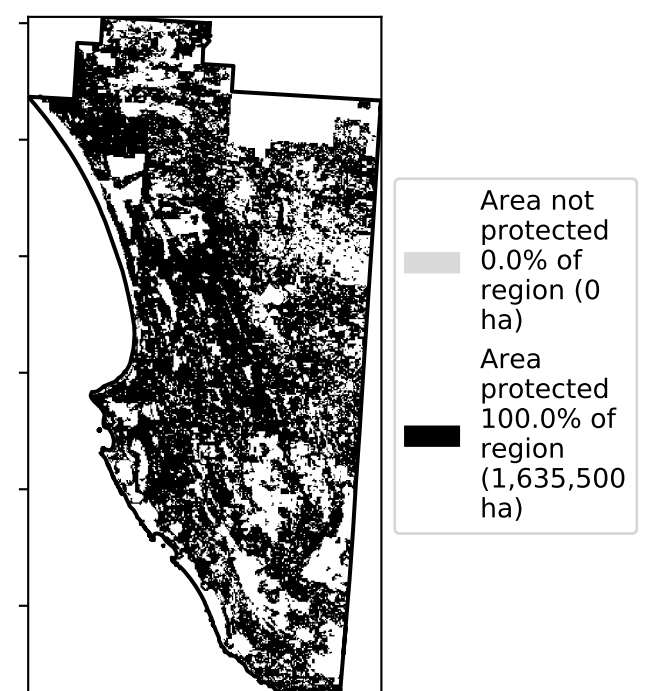 Area not
protected
0.0% of
region (0
ha)
Area
protected
100.0% of
region
(1,635,500
ha)